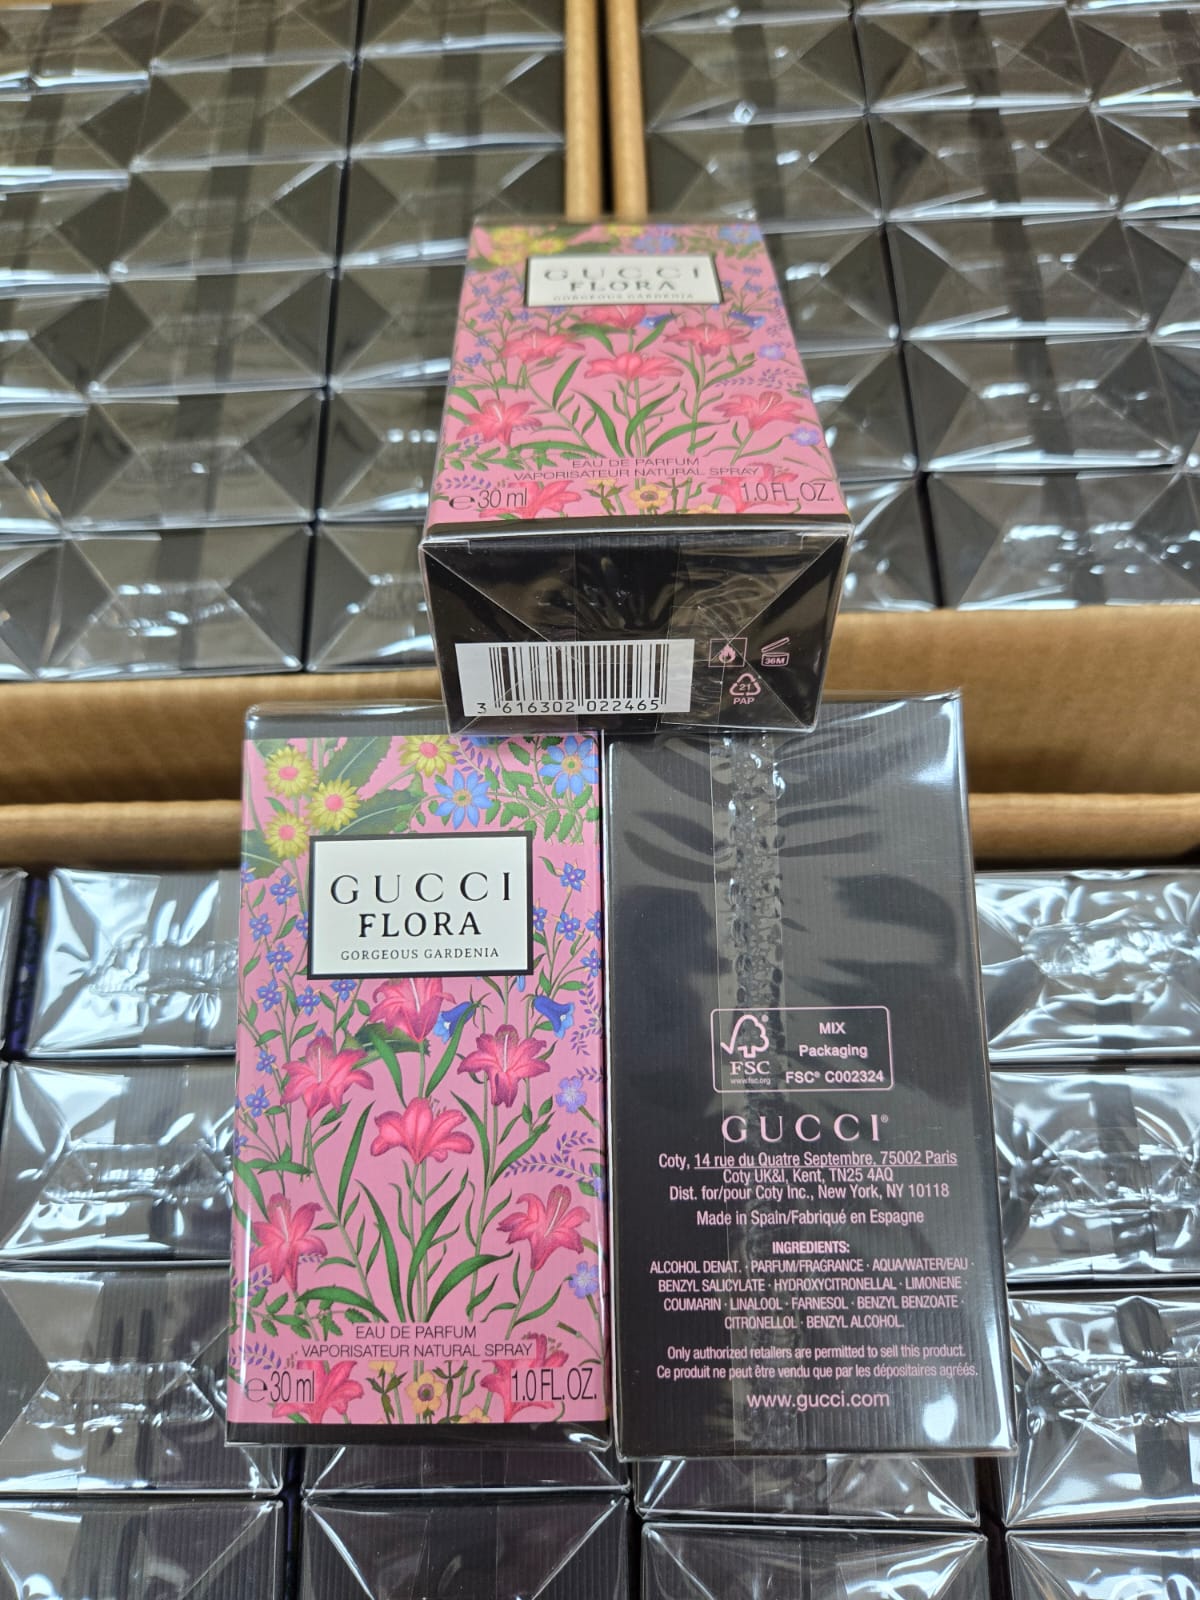 GUCCI
FLORA
GORGEOUS GARDENIA
EAU DE PARFUM
VAPORISATEUR NATURAL SPRAY
e 30 ml
1.0 FL.OZ.
3 616302 022465
36M
21
PAP
GUCCI
FLORA
GORGEOUS GARDENIA
EAU DE PARFUM
VAPORISATEUR NATURAL SPRAY
e 30 ml
1.0 FL.OZ.
FSC®
www.fsc.org
MIX
Packaging
FSC® C002324
GUCCI®
Coty, 14 rue du Quatre Septembre, 75002 Paris
Coty UK&I, Kent, TN25 4AQ
Dist. for/pour Coty Inc., New York, NY 10118
Made in Spain/Fabriqué en Espagne
INGREDIENTS:
ALCOHOL DENAT. · PARFUM/FRAGRANCE · AQUA/WATER/EAU ·
BENZYL SALICYLATE · HYDROXYCITRONELLAL · LIMONENE ·
COUMARIN · LINALOOL · FARNESOL · BENZYL BENZOATE ·
CITRONELLOL · BENZYL ALCOHOL.
Only authorized retailers are permitted to sell this product.
Ce produit ne peut être vendu que par les dépositaires agréés.
www.gucci.com